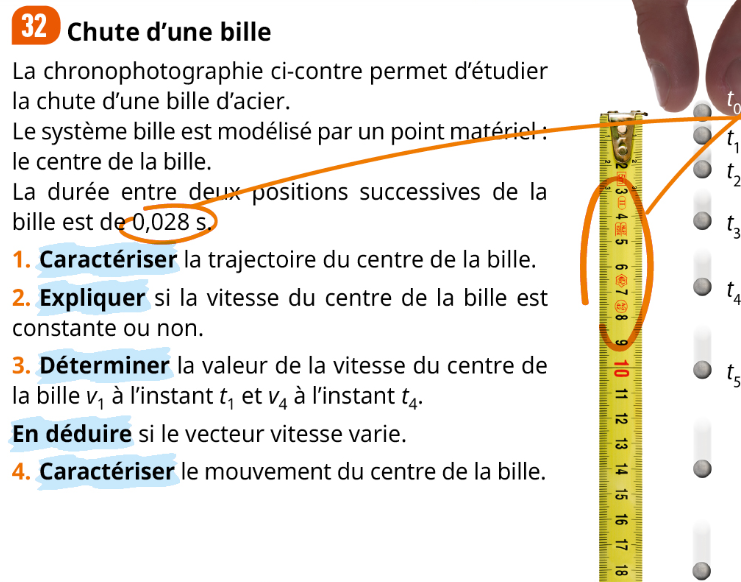 32 Chute d'une bille
La chronophotographie ci-contre permet d'étudier
la chute d'une bille d'acier.
Le système bille est modélisé par un point matériel :
le centre de la bille.
La durée entre deux positions successives de la
bille est de 0,028 s.
1. Caractériser la trajectoire du centre de la bille.
2. Expliquer si la vitesse du centre de la bille est
constante ou non.
3. Déterminer la valeur de la vitesse du centre de
la bille v₁ à l'instant t₁ et v₄ à l'instant t₄.
En déduire si le vecteur vitesse varie.
4. Caractériser le mouvement du centre de la bille.
t₀
t₁
t₂
t₃
t₄
t₅
2
3
4
5
6
7
8
9
10
11
12
13
14
15
16
17
18